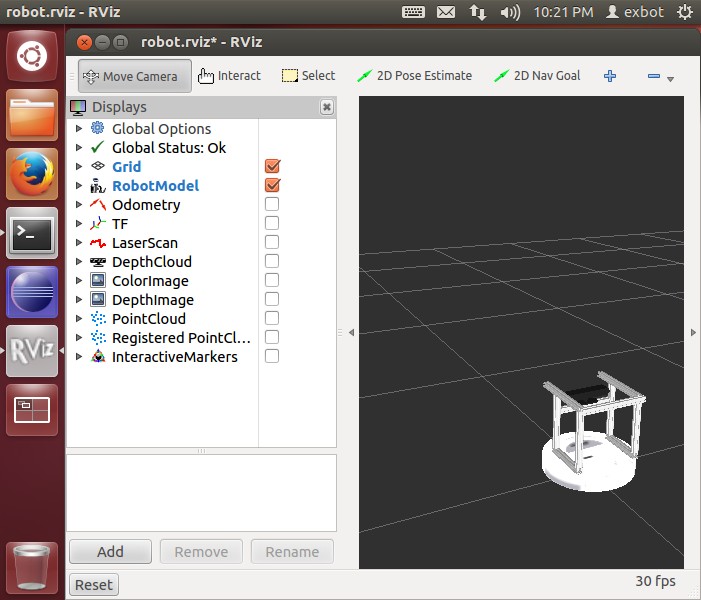 robot.rviz - RViz
10:21 PM
exbot
robot.rviz* - RViz
Move Camera
Interact
Select
2D Pose Estimate
2D Nav Goal
Displays
Global Options
Global Status: Ok
Grid
RobotModel
Odometry
TF
LaserScan
DepthCloud
ColorImage
DepthImage
PointCloud
Registered PointCl...
InteractiveMarkers
RViz
Add
Remove
Rename
Reset
30 fps